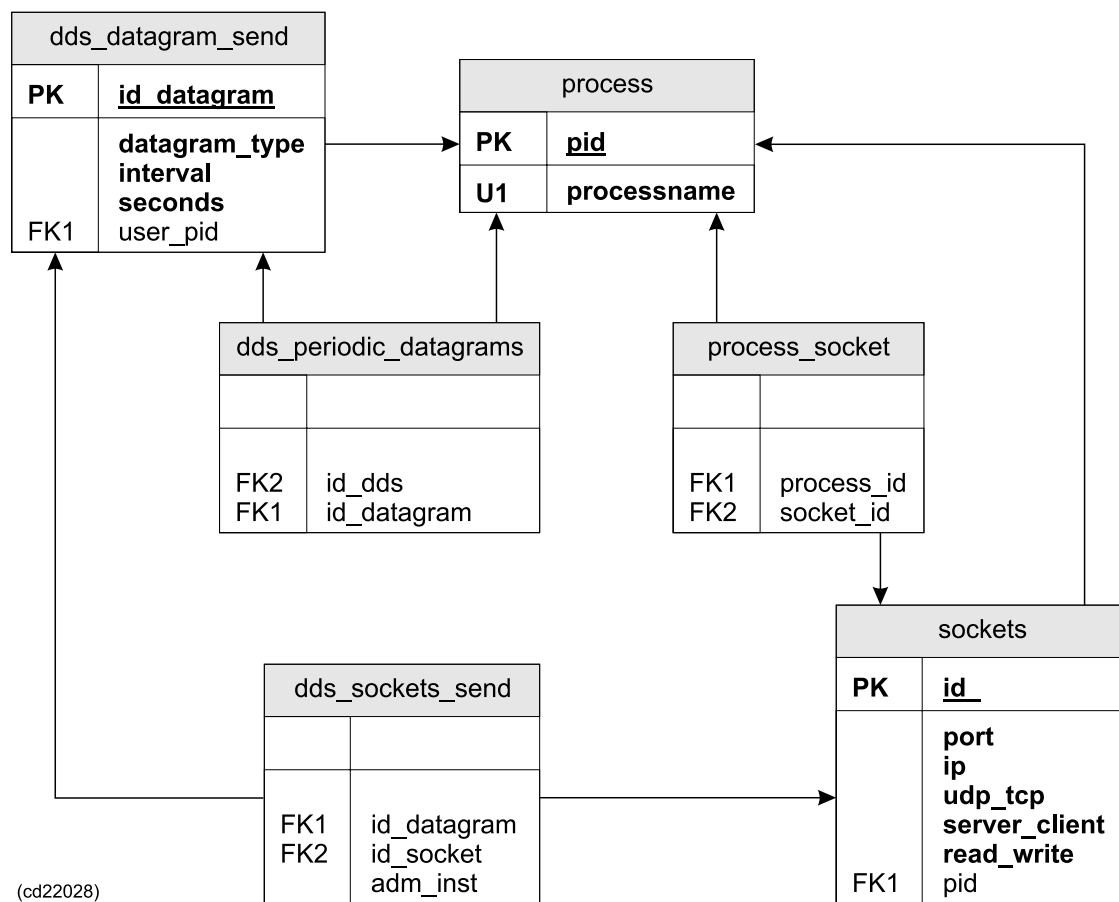 dds_datagram_send
PK id_datagram
datagram_type
interval
seconds
FK1 user_pid
process
PK pid
U1 processname
dds_periodic_datagrams
FK2 id_dds
FK1 id_datagram
process_socket
FK1 process_id
FK2 socket_id
sockets
PK id_
port
ip
udp_tcp
server_client
read_write
FK1 pid
dds_sockets_send
FK1 id_datagram
FK2 id_socket
adm_inst
(cd22028)